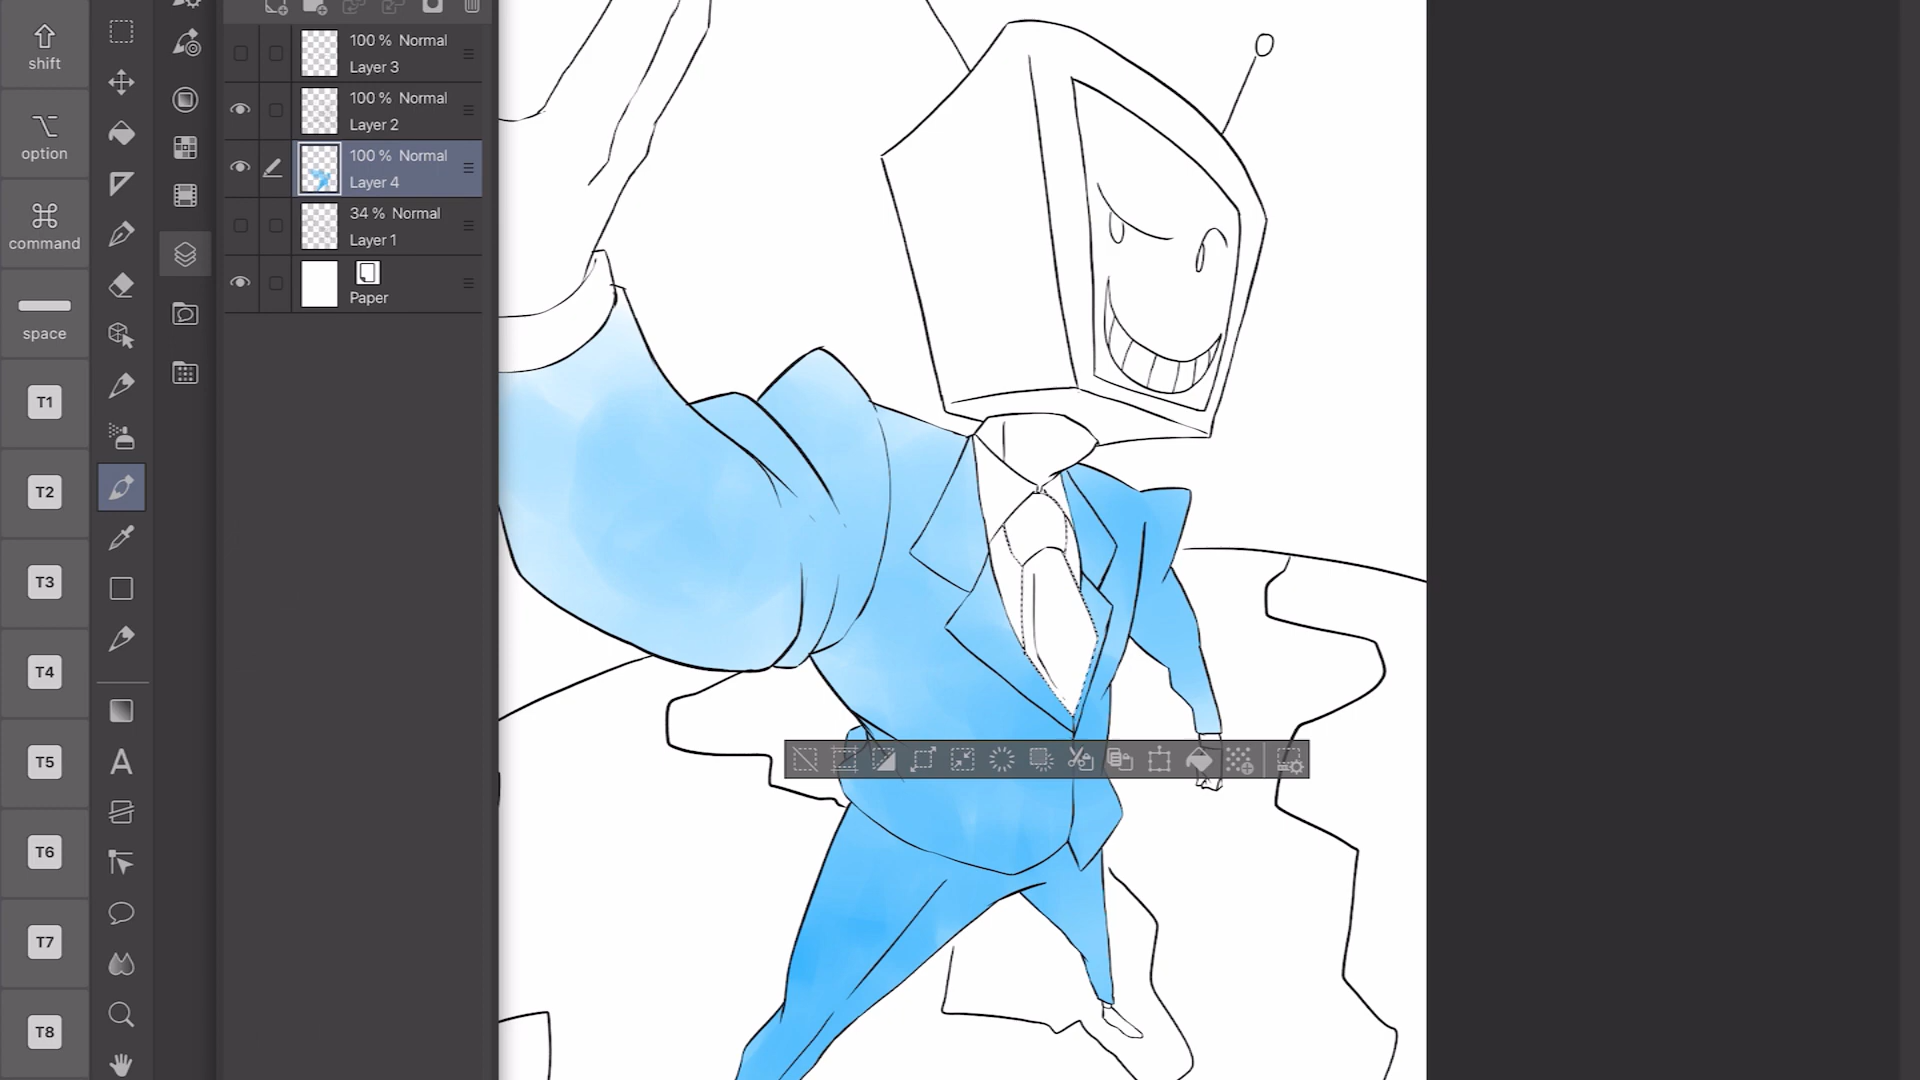 shift
option
command
space
T1
T2
T3
T4
T5
T6
T7
T8
A
100 % Normal
Layer 3
100 % Normal
Layer 2
100 % Normal
Layer 4
34 % Normal
Layer 1
Paper